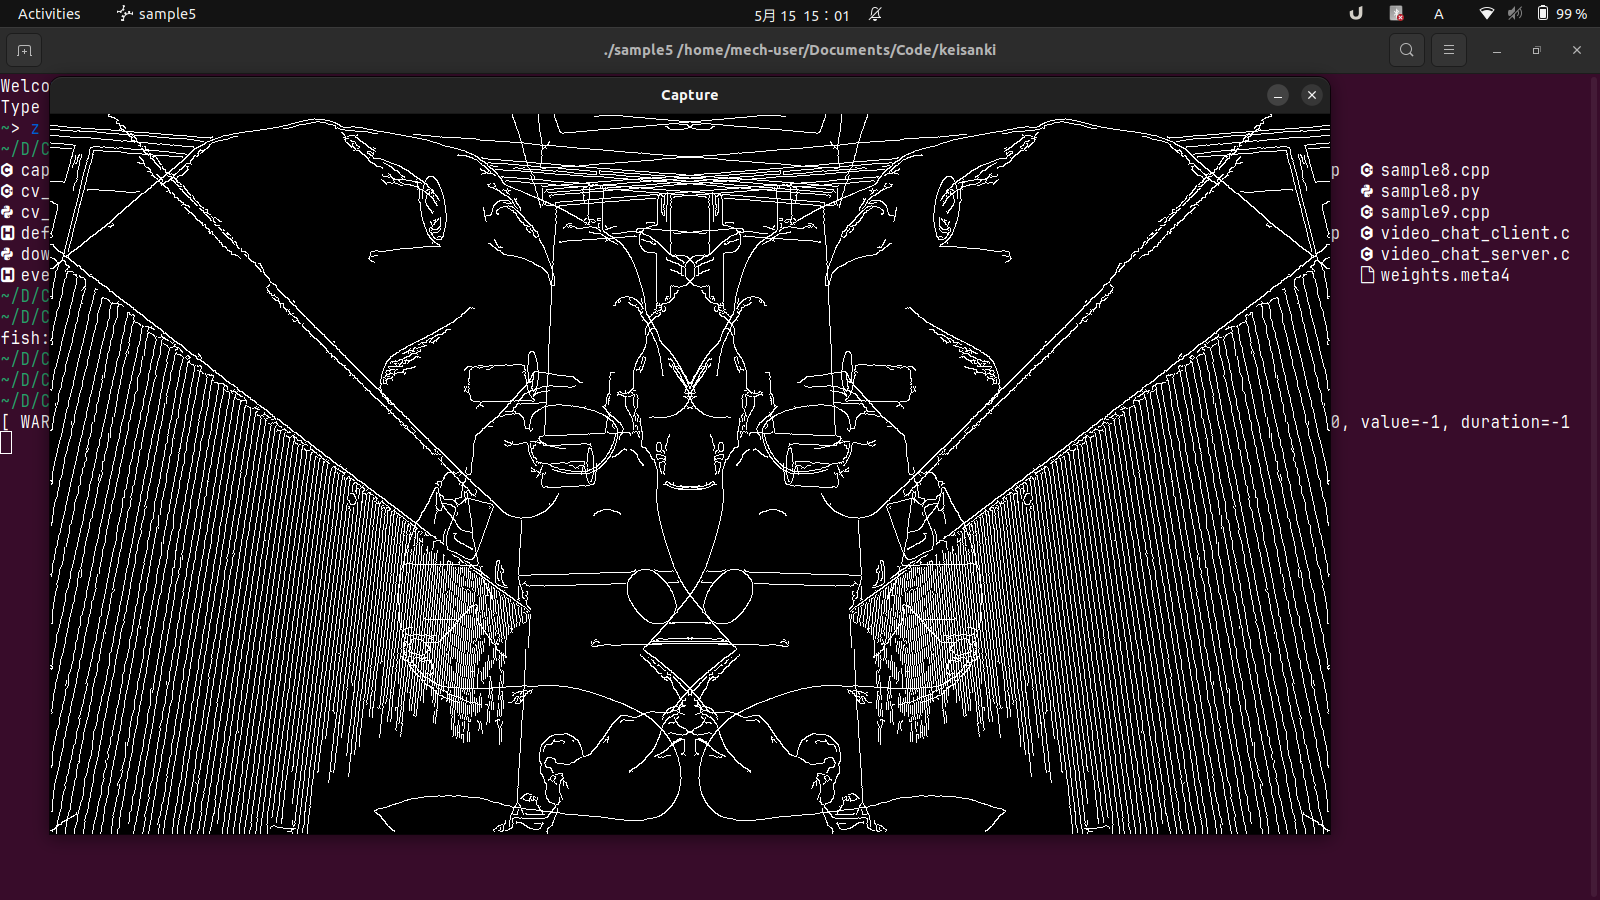 Activities
sample5
5月 15 15：01
A
99 %
./sample5 /home/mech-user/Documents/Code/keisanki
Capture
Welco
Type
~> z
~/D/C
cap p sample8.cpp
cv_ sample8.py
cv_ sample9.cpp
def p video_chat_client.c
dow video_chat_server.c
eve weights.meta4
~/D/C
~/D/C
fish:
~/D/C
~/D/C
~/D/C
[ WAR 0, value=-1, duration=-1